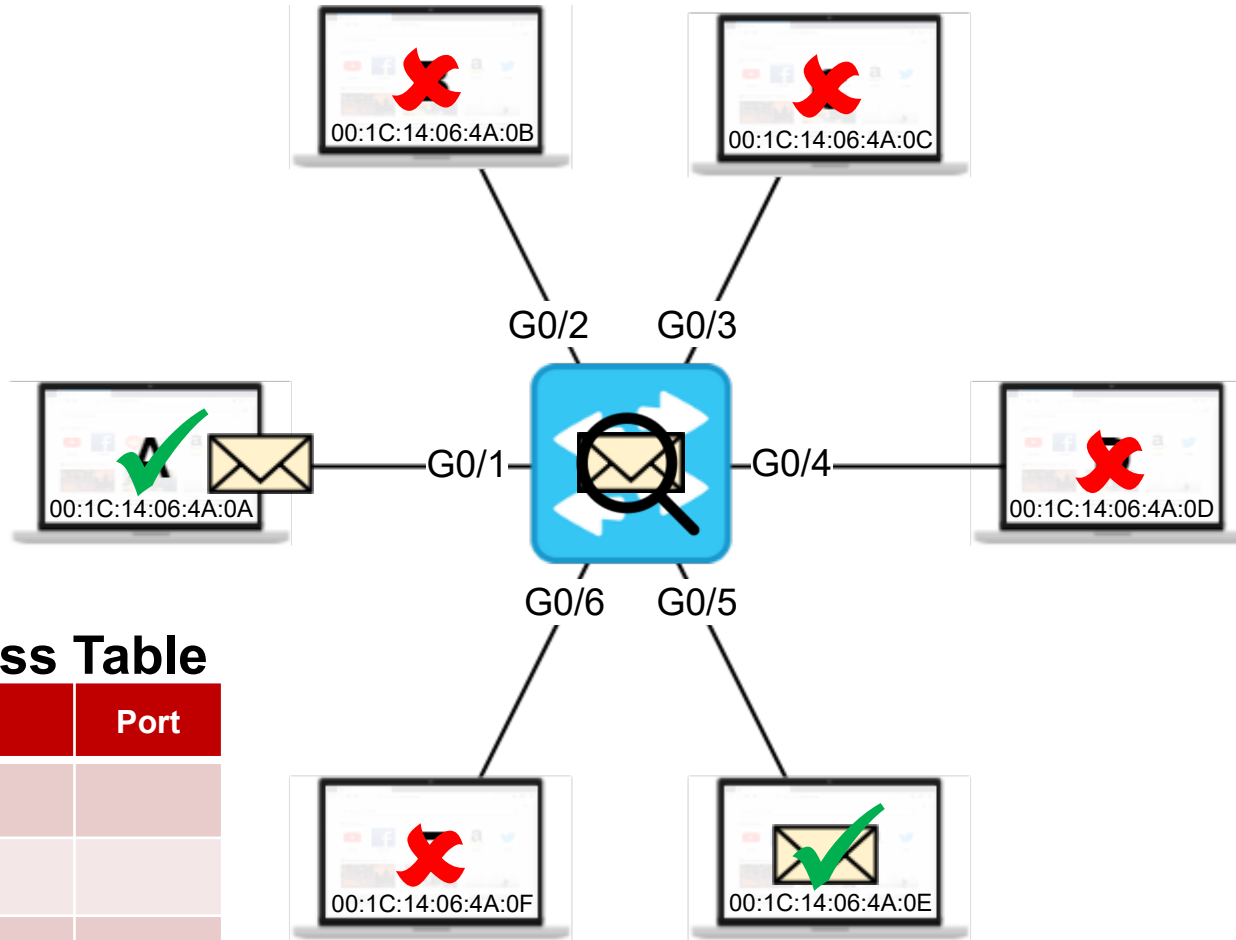 00:1C:14:06:4A:0B
00:1C:14:06:4A:0C
G0/2
G0/3
A
00:1C:14:06:4A:0A
G0/1
G0/4
00:1C:14:06:4A:0D
G0/6
G0/5
ss Table
Port
00:1C:14:06:4A:0F
00:1C:14:06:4A:0E